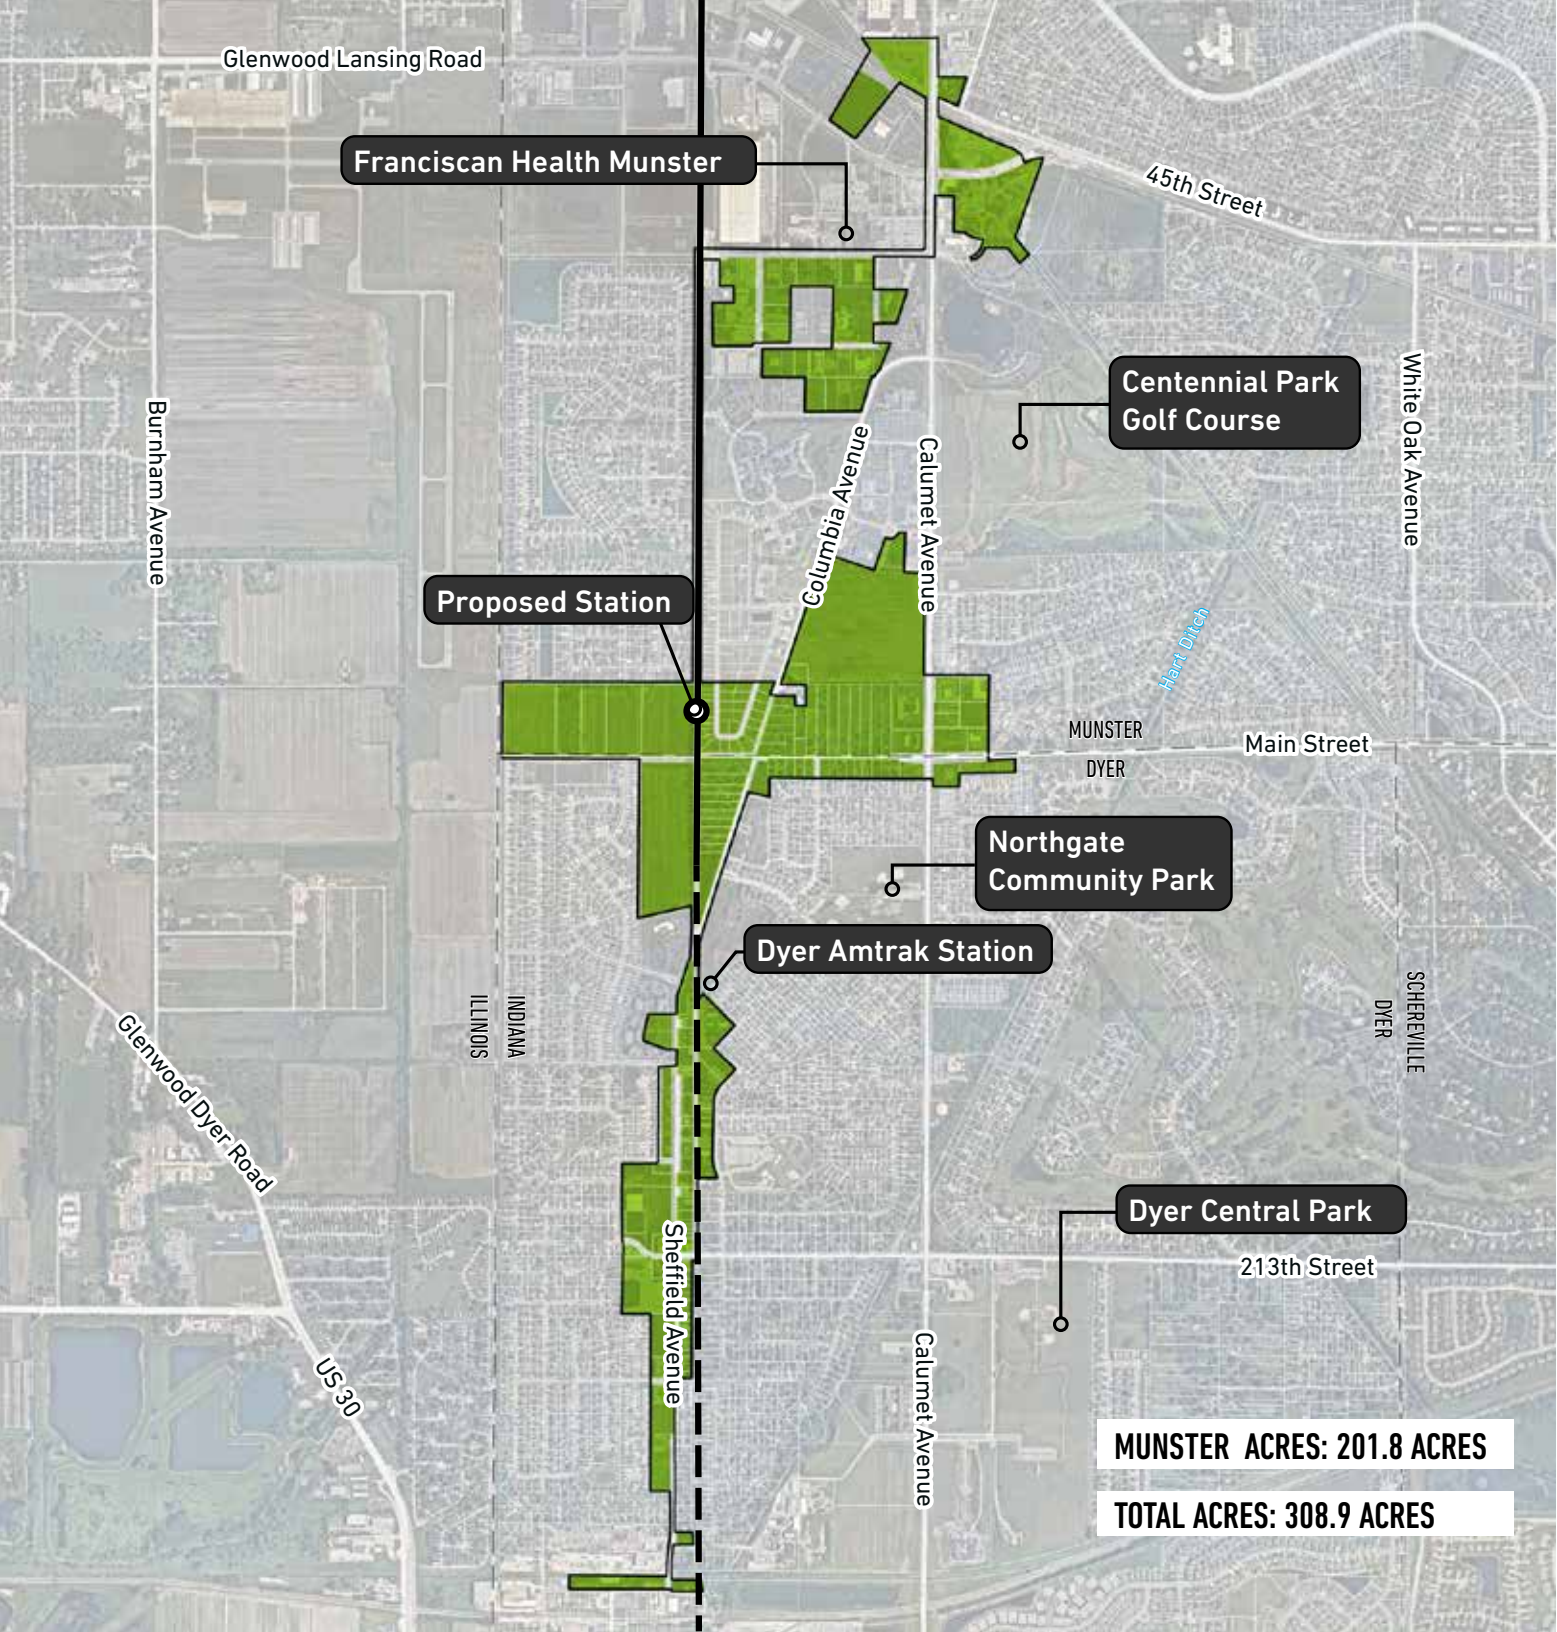 Glenwood Lansing Road
Franciscan Health Munster
45th Street
Centennial Park
Golf Course
White Oak Avenue
Burnham Avenue
Columbia Avenue
Calumet Avenue
Proposed Station
Hart Ditch
MUNSTER
Main Street
DYER
Northgate
Community Park
Dyer Amtrak Station
ILLINOIS
INDIANA
DYER
SCHEREVILLE
Glenwood Dyer Road
Dyer Central Park
Sheffield Avenue
213th Street
US 30
Calumet Avenue
MUNSTER ACRES: 201.8 ACRES
TOTAL ACRES: 308.9 ACRES